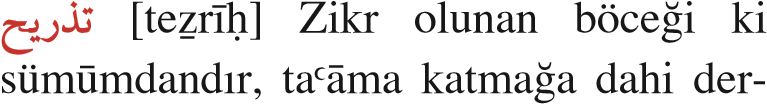 تذريح [teẕrīḥ] Zikr olunan böceği ki
sümūmdandır, taʿāma katmağa dahi der-